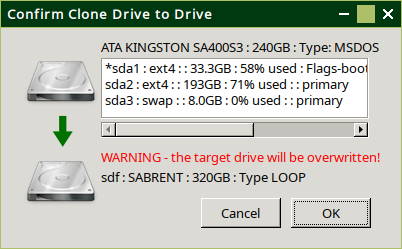 Confirm Clone Drive to Drive
ATA KINGSTON SA400S3 : 240GB : Type: MSDOS
*sda1 : ext4 : : 33.3GB : 58% used : Flags-boot
sda2 : ext4 : : 193GB : 71% used : : primary
sda3 : swap : : 8.0GB : 0% used : : primary
WARNING - the target drive will be overwritten!
sdf : SABRENT : 320GB : Type LOOP
Cancel
OK